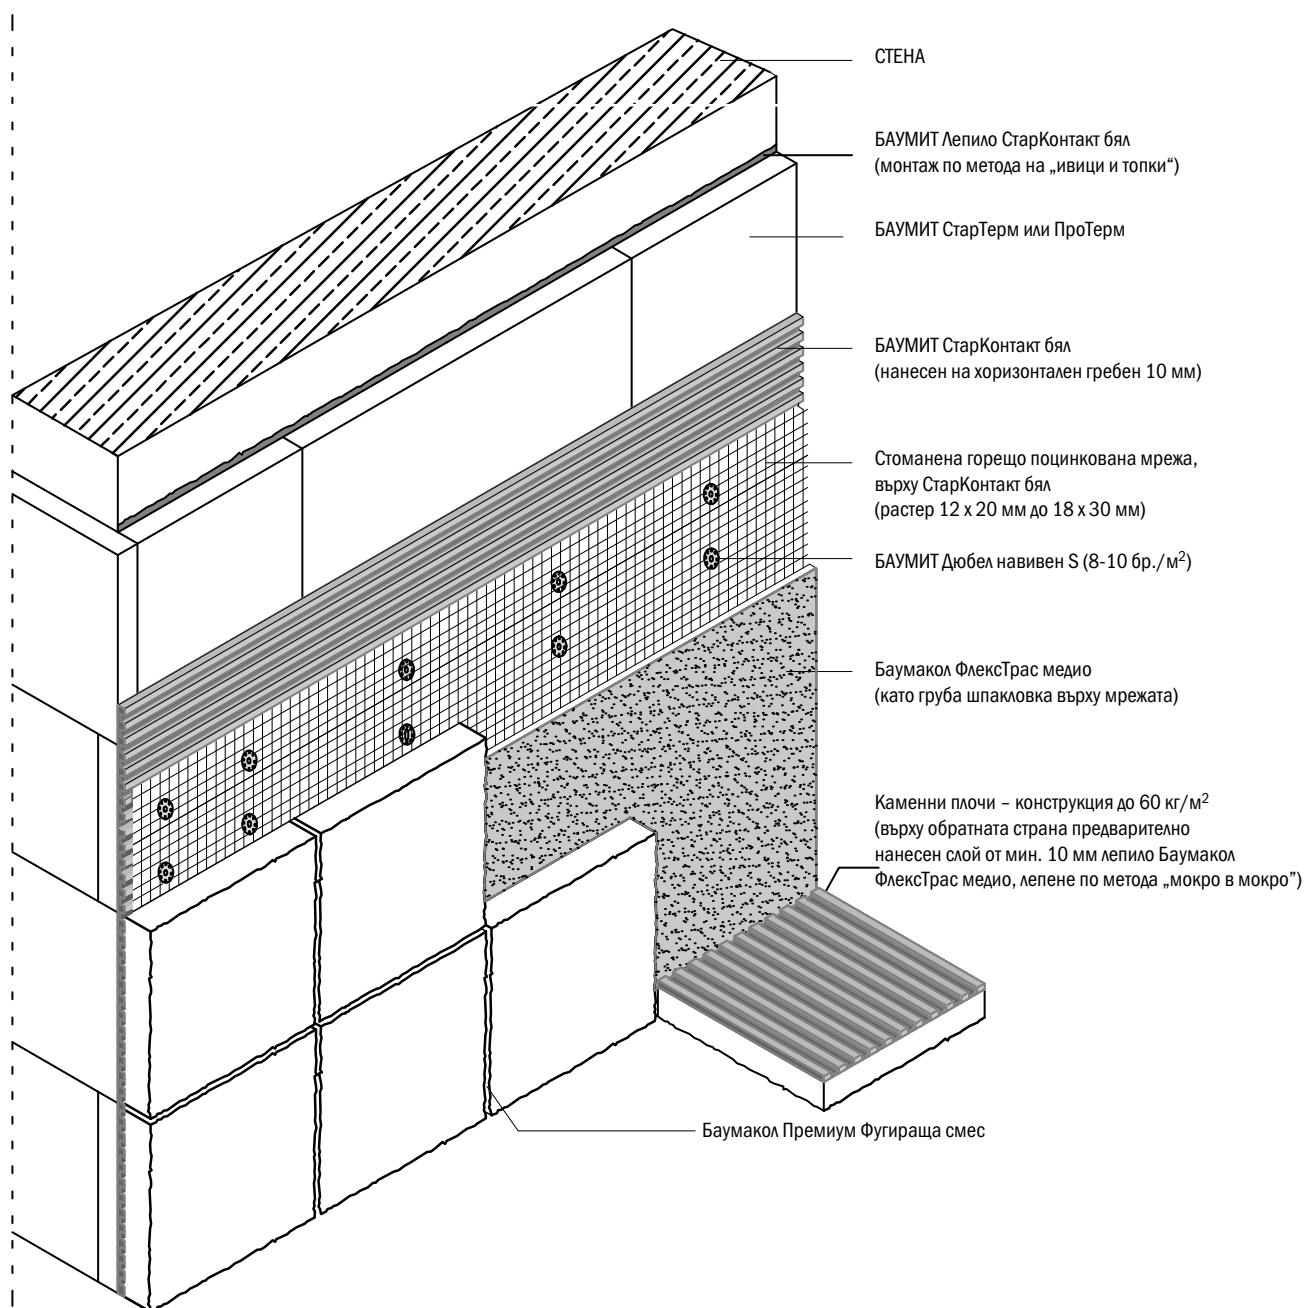 СТЕНА
БАУМИТ Лепило СтарКонтакт бял
(монтаж по метода на „ивици и топки“)
БАУМИТ СтарТерм или ПроТерм
БАУМИТ СтарКонтакт бял
(нанесен на хоризонтален гребен 10 мм)
Стоманена горещо поцинкована мрежа,
върху СтарКонтакт бял
(растер 12 x 20 мм до 18 x 30 мм)
БАУМИТ Дюбел навивен S (8-10 бр./м²)
Баумакол ФлексТрас медио
(като груба шпакловка върху мрежата)
Каменни плочи – конструкция до 60 кг/м²
(върху обратната страна предварително
нанесен слой от мин. 10 мм лепило Баумакол
ФлексТрас медио, лепене по метода „мокро в мокро”)
Баумакол Премиум Фугираща смес